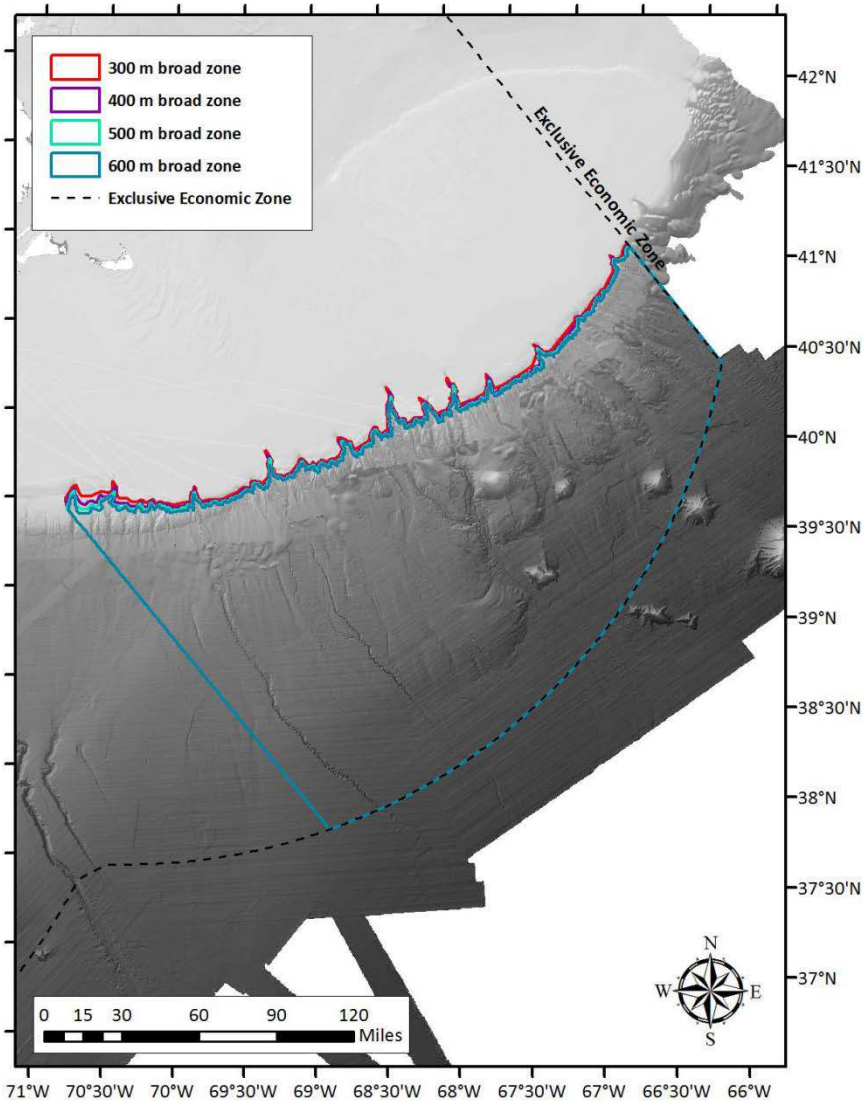 300 m broad zone
400 m broad zone
500 m broad zone
600 m broad zone
Exclusive Economic Zone
Exclusive Economic Zone
42°N
41°30'N
41°N
40°30'N
40°N
39°30'N
39°N
38°30'N
38°N
37°30'N
37°N
N
W E
S
0 15 30 60 90 120
Miles
71°W 70°30'W 70°W 69°30'W 69°W 68°30'W 68°W 67°30'W 67°W 66°30'W 66°W